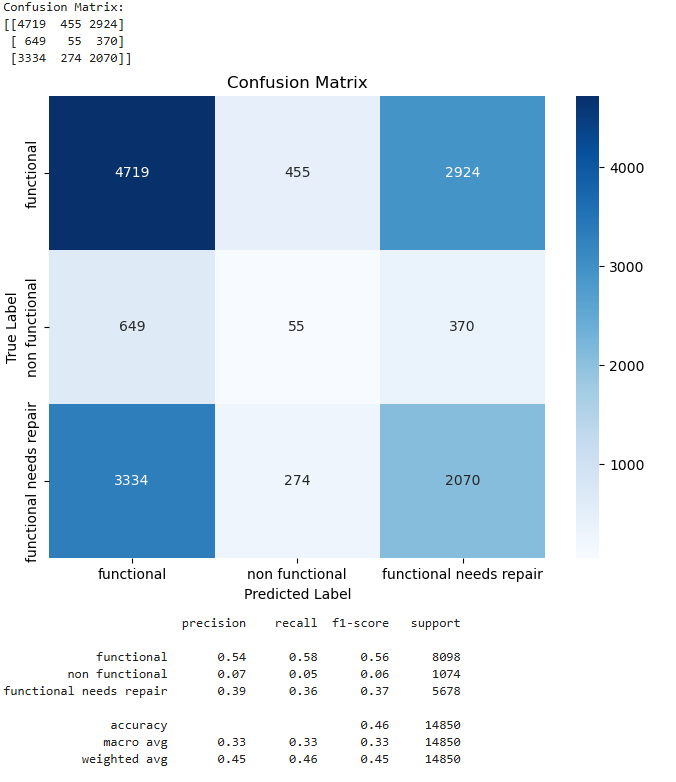 Confusion Matrix:
[[4719  455 2924]
 [ 649   55  370]
 [3334  274 2070]]
Confusion Matrix
functional
4719 455 2924
4000
3000
True Label
non functional
649 55 370
2000
functional needs repair
3334 274 2070
1000
functional non functional functional needs repair
Predicted Label
precision recall f1-score support
functional 0.54 0.58 0.56 8098
non functional 0.07 0.05 0.06 1074
functional needs repair 0.39 0.36 0.37 5678
accuracy 0.46 14850
macro avg 0.33 0.33 0.33 14850
weighted avg 0.45 0.46 0.45 14850